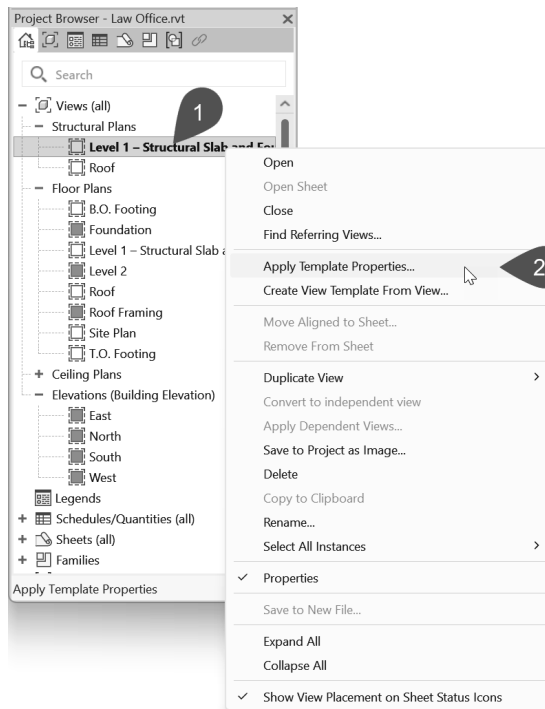 Project Browser - Law Office.rvt
Search
Views (all)
1
Structural Plans
Level 1 – Structural Slab and Fou
Roof
Floor Plans
B.O. Footing
Foundation
Level 1 – Structural Slab a
Level 2
Roof
Roof Framing
Site Plan
T.O. Footing
Ceiling Plans
Elevations (Building Elevation)
East
North
South
West
Legends
Schedules/Quantities (all)
Sheets (all)
Families
Apply Template Properties
Open
Open Sheet
Close
Find Referring Views...
Apply Template Properties...
2
Create View Template From View...
Move Aligned to Sheet...
Remove From Sheet
Duplicate View
Convert to independent view
Apply Dependent Views...
Save to Project as Image...
Delete
Copy to Clipboard
Rename...
Select All Instances
Properties
Save to New File...
Expand All
Collapse All
Show View Placement on Sheet Status Icons